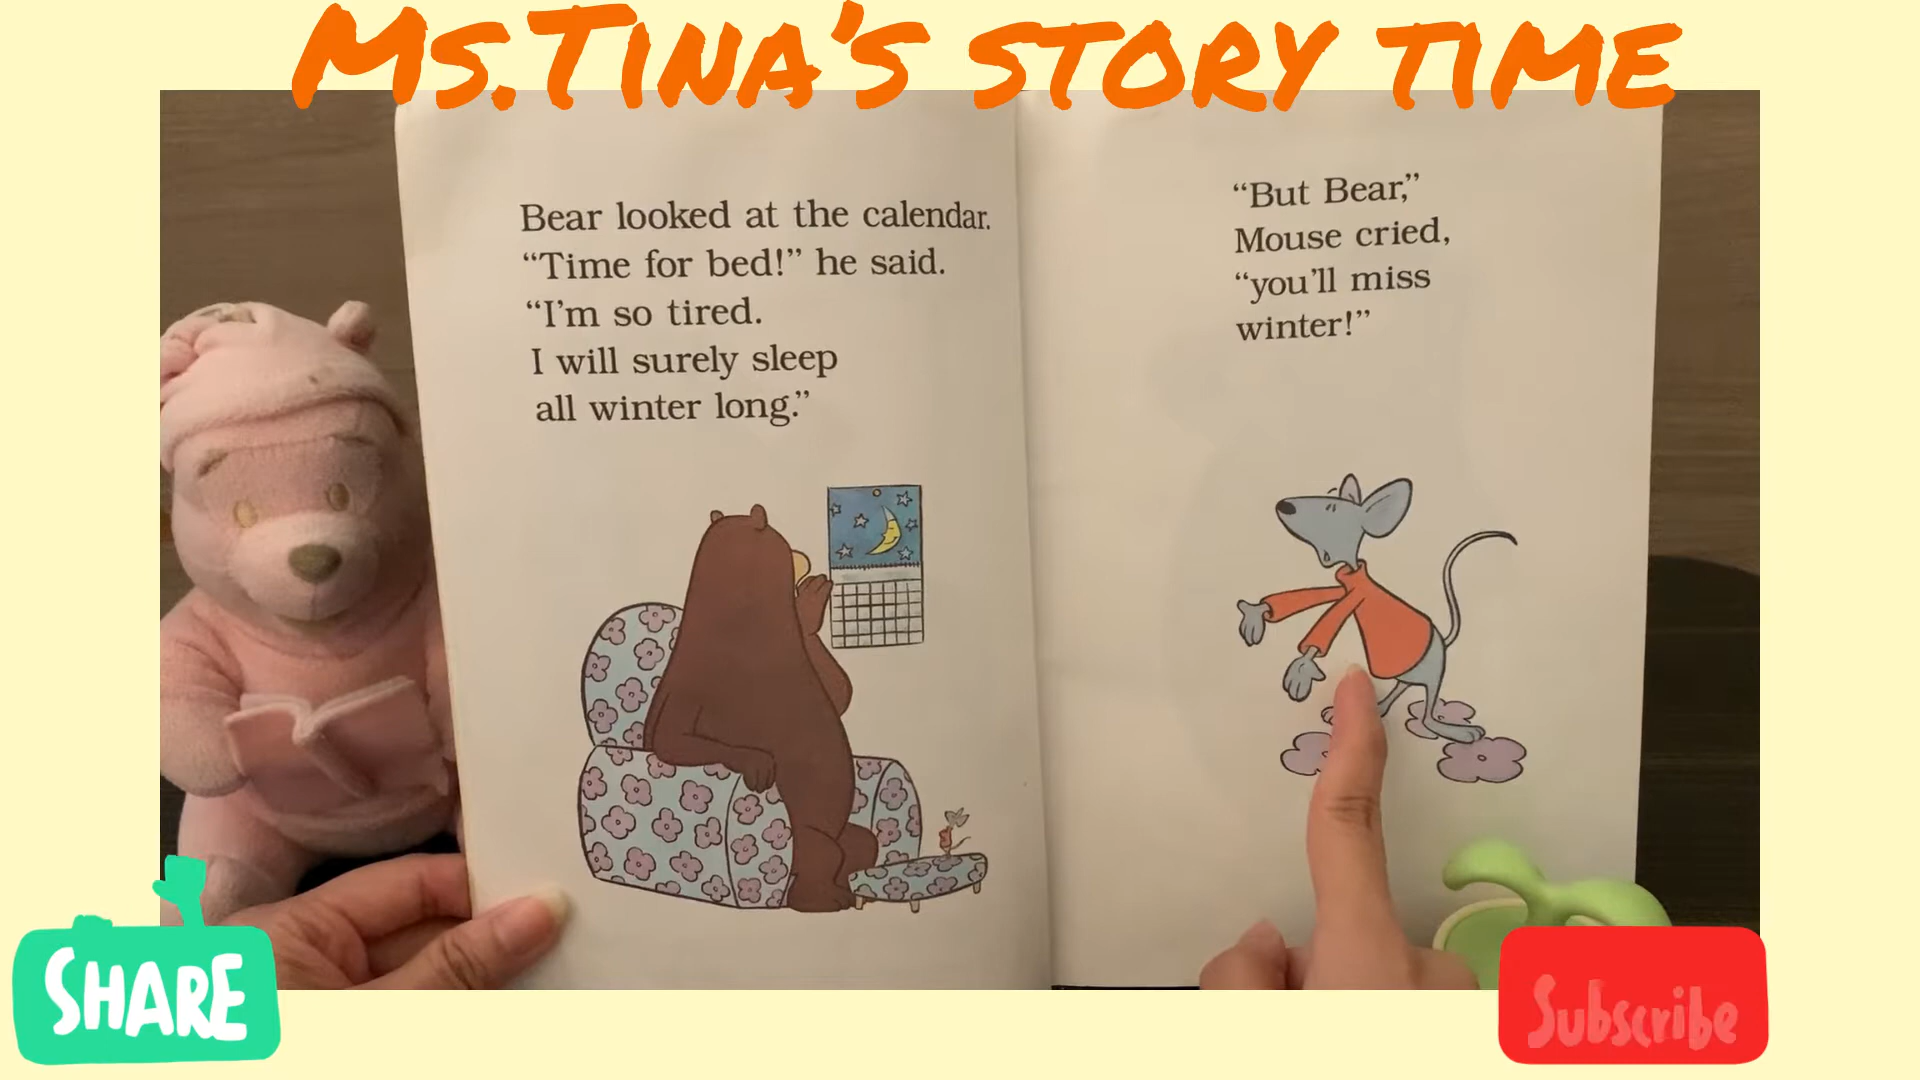 Ms.Tina's story time
Bear looked at the calendar.
“Time for bed!” he said.
“I’m so tired.
I will surely sleep
all winter long.”
“But Bear,”
Mouse cried,
“you’ll miss
winter!”
SHARE
Subscribe